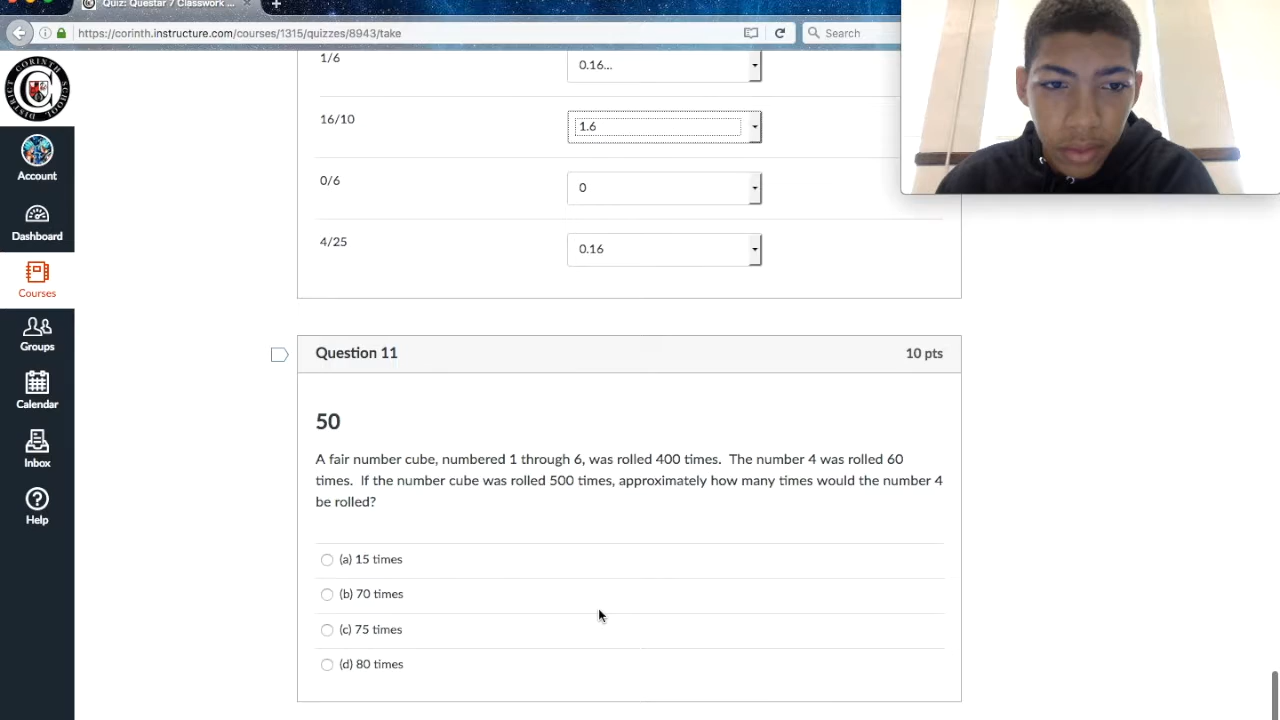 Quiz: Questar 7 Classwork ...
https://corinth.instructure.com/courses/1315/quizzes/8943/take
Search
CORINTH
SCHOOL DISTRICT
Account
Dashboard
Courses
Groups
Calendar
Inbox
Help
1/6
0.16...
16/10
1.6
0/6
0
4/25
0.16
Question 11
10 pts
50
A fair number cube, numbered 1 through 6, was rolled 400 times. The number 4 was rolled 60
times. If the number cube was rolled 500 times, approximately how many times would the number 4
be rolled?
(a) 15 times
(b) 70 times
(c) 75 times
(d) 80 times